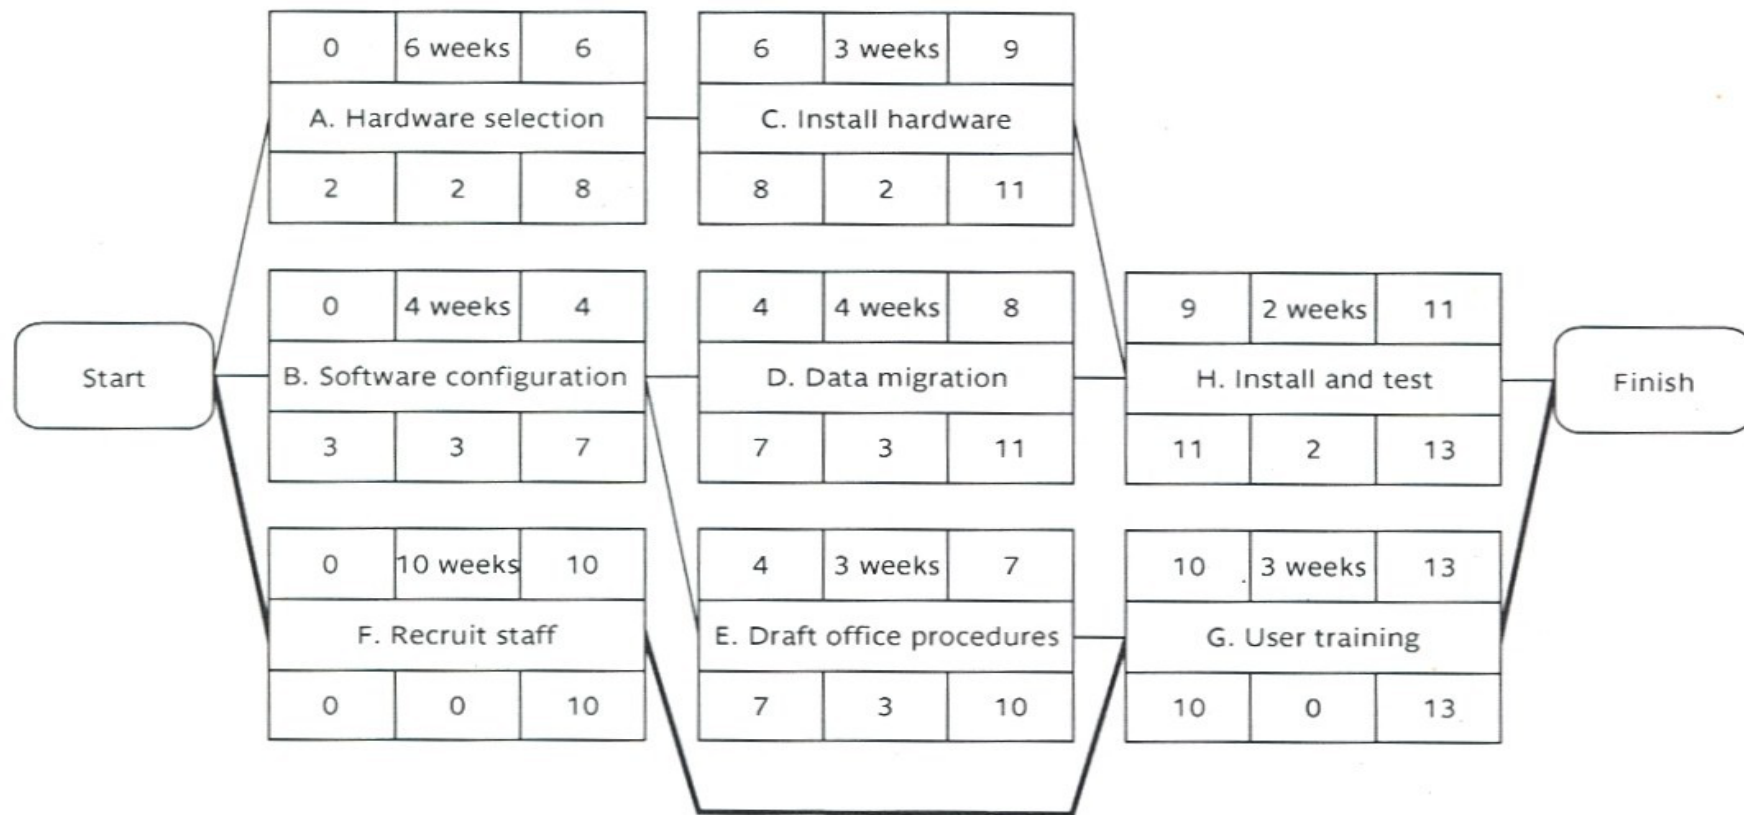 0 6 weeks 6
A. Hardware selection
2 2 8
6 3 weeks 9
C. Install hardware
8 2 11
Start
0 4 weeks 4
B. Software configuration
3 3 7
4 4 weeks 8
D. Data migration
7 3 11
9 2 weeks 11
H. Install and test
11 2 13
Finish
0 10 weeks 10
F. Recruit staff
0 0 10
4 3 weeks 7
E. Draft office procedures
7 3 10
10 3 weeks 13
G. User training
10 0 13